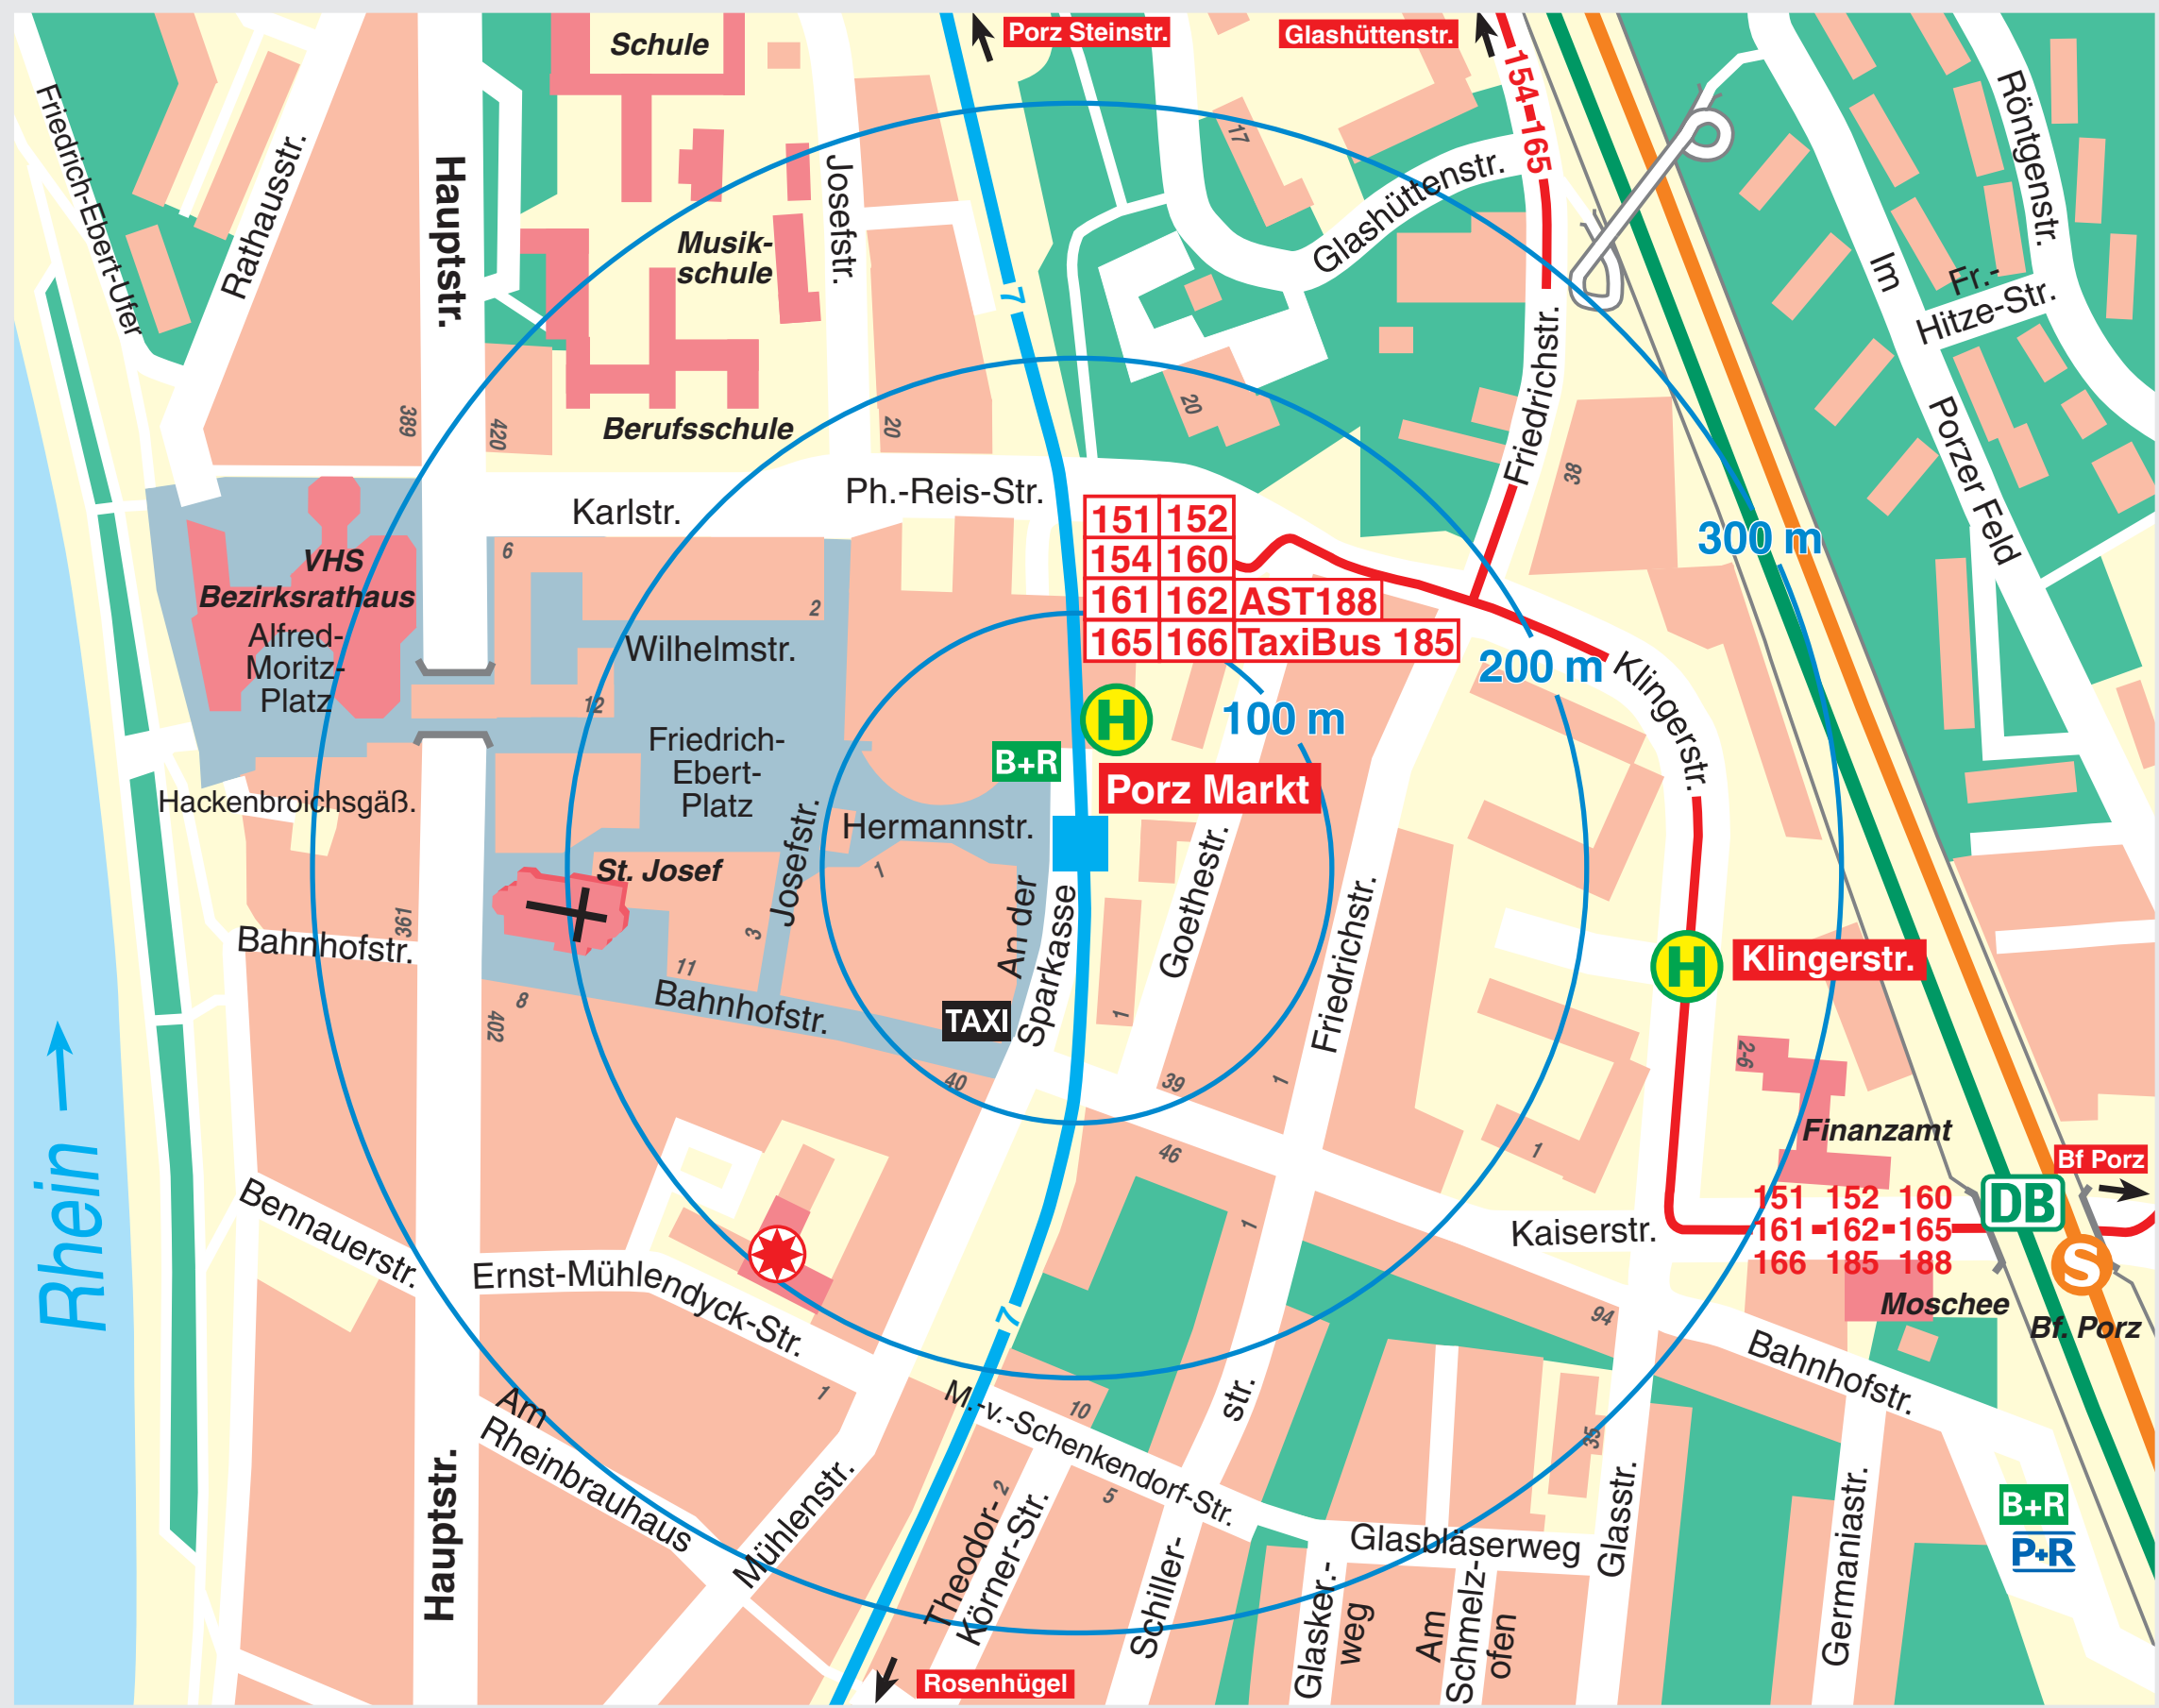 Porz Steinstr.
Glashüttenstr.
Schule
154-165
Friedrich-Ebert-Ufer
Rathausstr.
Hauptstr.
Josefstr.
17
Glashüttenstr.
Röntgenstr.
Musik-
schule
7
Im
Fr.-
Hitze-Str.
Friedrichstr.
389
420
Berufsschule
20
20
38
Porzer Feld
Karlstr.
Ph.-Reis-Str.
151 152
154 160
161 162 AST188
165 166 TaxiBus 185
300 m
6
2
VHS
Bezirksrathaus
Alfred-
Moritz-
Platz
Wilhelmstr.
12
200 m
Klingerstr.
100 m
H
Friedrich-
Ebert-
Platz
B+R
Porz Markt
Hackenbroichsgäß.
Josefstr.
Hermannstr.
1
St. Josef
An der
Sparkasse
Goethestr.
Friedrichstr.
391
Bahnhofstr.
3
11
8
402
Bahnhofstr.
TAXI
1
H
Klingerstr.
2-6
40
39
1
Finanzamt
46
1
Bf Porz
Rhein
Bennauerstr.
1
Kaiserstr.
151 152 160
161-162-165
166 185 188
DB
S
Moschee
Bf. Porz
Ernst-Mühlendyck-Str.
7
94
Bahnhofstr.
1
Am
Rheinbrauhaus
M.-v.-Schenkendorf-Str.
10
str.
35
Hauptstr.
Mühlenstr.
2
5
Theodor-
Körner-Str.
Schiller-
Glasbläserweg
Glasstr.
Germaniastr.
B+R
P+R
Glasker.-
weg
Am
Schmelz-
ofen
Rosenhügel